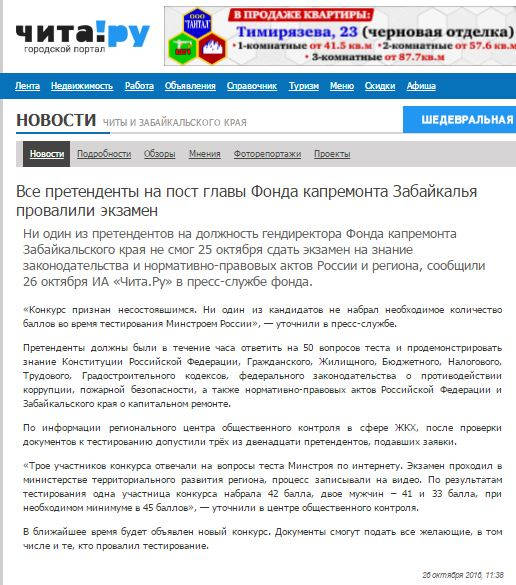 чита!ру
городской портал
ООО
"ТАНТАЛ"
В ПРОДАЖЕ КВАРТИРЫ:
Тимирязева, 23 (черновая отделка)
•1-комнатные от 41.5 кв.м •2-комнатные от 57.6 кв.м
•3-комнатные от 87.7кв.м
Лента Недвижимость Работа Объявления Справочник Туризм Меню Скидки Афиша
НОВОСТИ ЧИТЫ И ЗАБАЙКАЛЬСКОГО КРАЯ
ШЕДЕВРАЛЬНАЯ
Новости Подробности Обзоры Мнения Фоторепортажи Проекты
Все претенденты на пост главы Фонда капремонта Забайкалья
провалили экзамен
Ни один из претендентов на должность гендиректора Фонда капремонта
Забайкальского края не смог 25 октября сдать экзамен на знание
законодательства и нормативно-правовых актов России и региона, сообщили
26 октября ИА «Чита.Ру» в пресс-службе фонда.
«Конкурс признан несостоявшимся. Ни один из кандидатов не набрал необходимое количество
баллов во время тестирования Минстроем России», — уточнили в пресс-службе.
Претенденты должны были в течение часа ответить на 50 вопросов теста и продемонстрировать
знание Конституции Российской Федерации, Гражданского, Жилищного, Бюджетного, Налогового,
Трудового, Градостроительного кодексов, федерального законодательства о противодействии
коррупции, пожарной безопасности, а также нормативно-правовых актов Российской Федерации и
Забайкальского края о капитальном ремонте.
По информации регионального центра общественного контроля в сфере ЖКХ, после проверки
документов к тестированию допустили трёх из двенадцати претендентов, подавших заявки.
«Трое участников конкурса отвечали на вопросы теста Минстроя по интернету. Экзамен проходил в
министерстве территориального развития региона, процесс записывали на видео. По результатам
тестирования одна участница конкурса набрала 42 балла, двое мужчин – 41 и 33 балла, при
необходимом минимуме в 45 баллов», — уточнили в центре общественного контроля.
В ближайшее время будет объявлен новый конкурс. Документы смогут подать все желающие, в том
числе и те, кто провалил тестирование.
26 октября 2016, 11:38